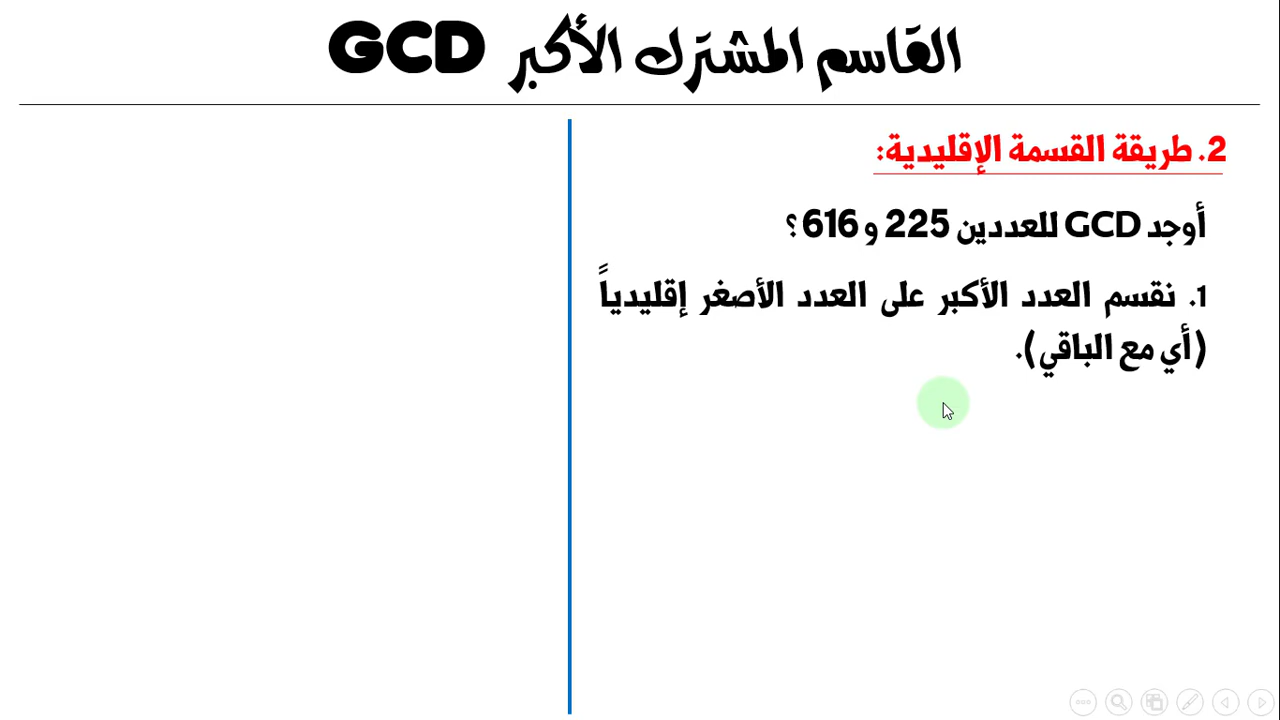 القاسم المشترك الأكبر GCD
2. طريقة القسمة الإقليدية:
أوجد GCD للعددين 225 و 616؟
1. نقسم العدد الأكبر على العدد الأصغر إقليدياً
(أي مع الباقي).